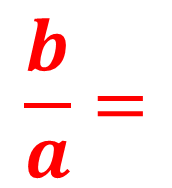 b/a =